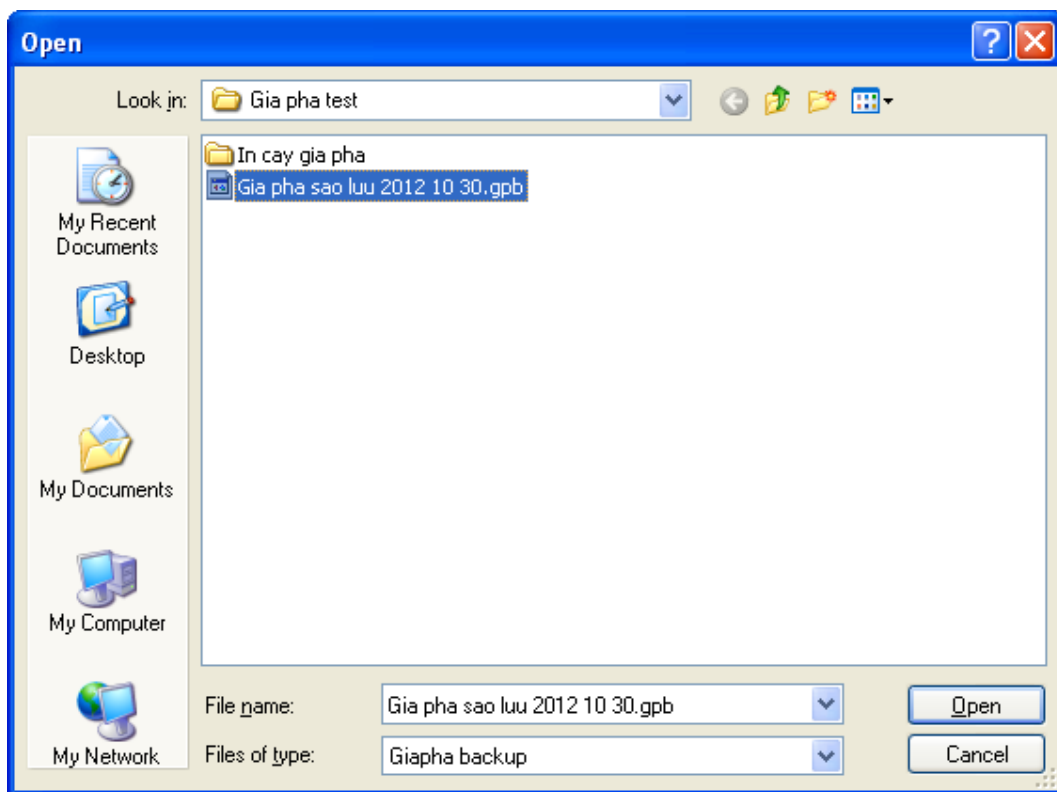 Open
Look in:
Gia pha test
In cay gia pha
Gia pha sao luu 2012 10 30.gpb
My Recent
Documents
Desktop
My Documents
My Computer
My Network
File name:
Gia pha sao luu 2012 10 30.gpb
Open
Files of type:
Giapha backup
Cancel